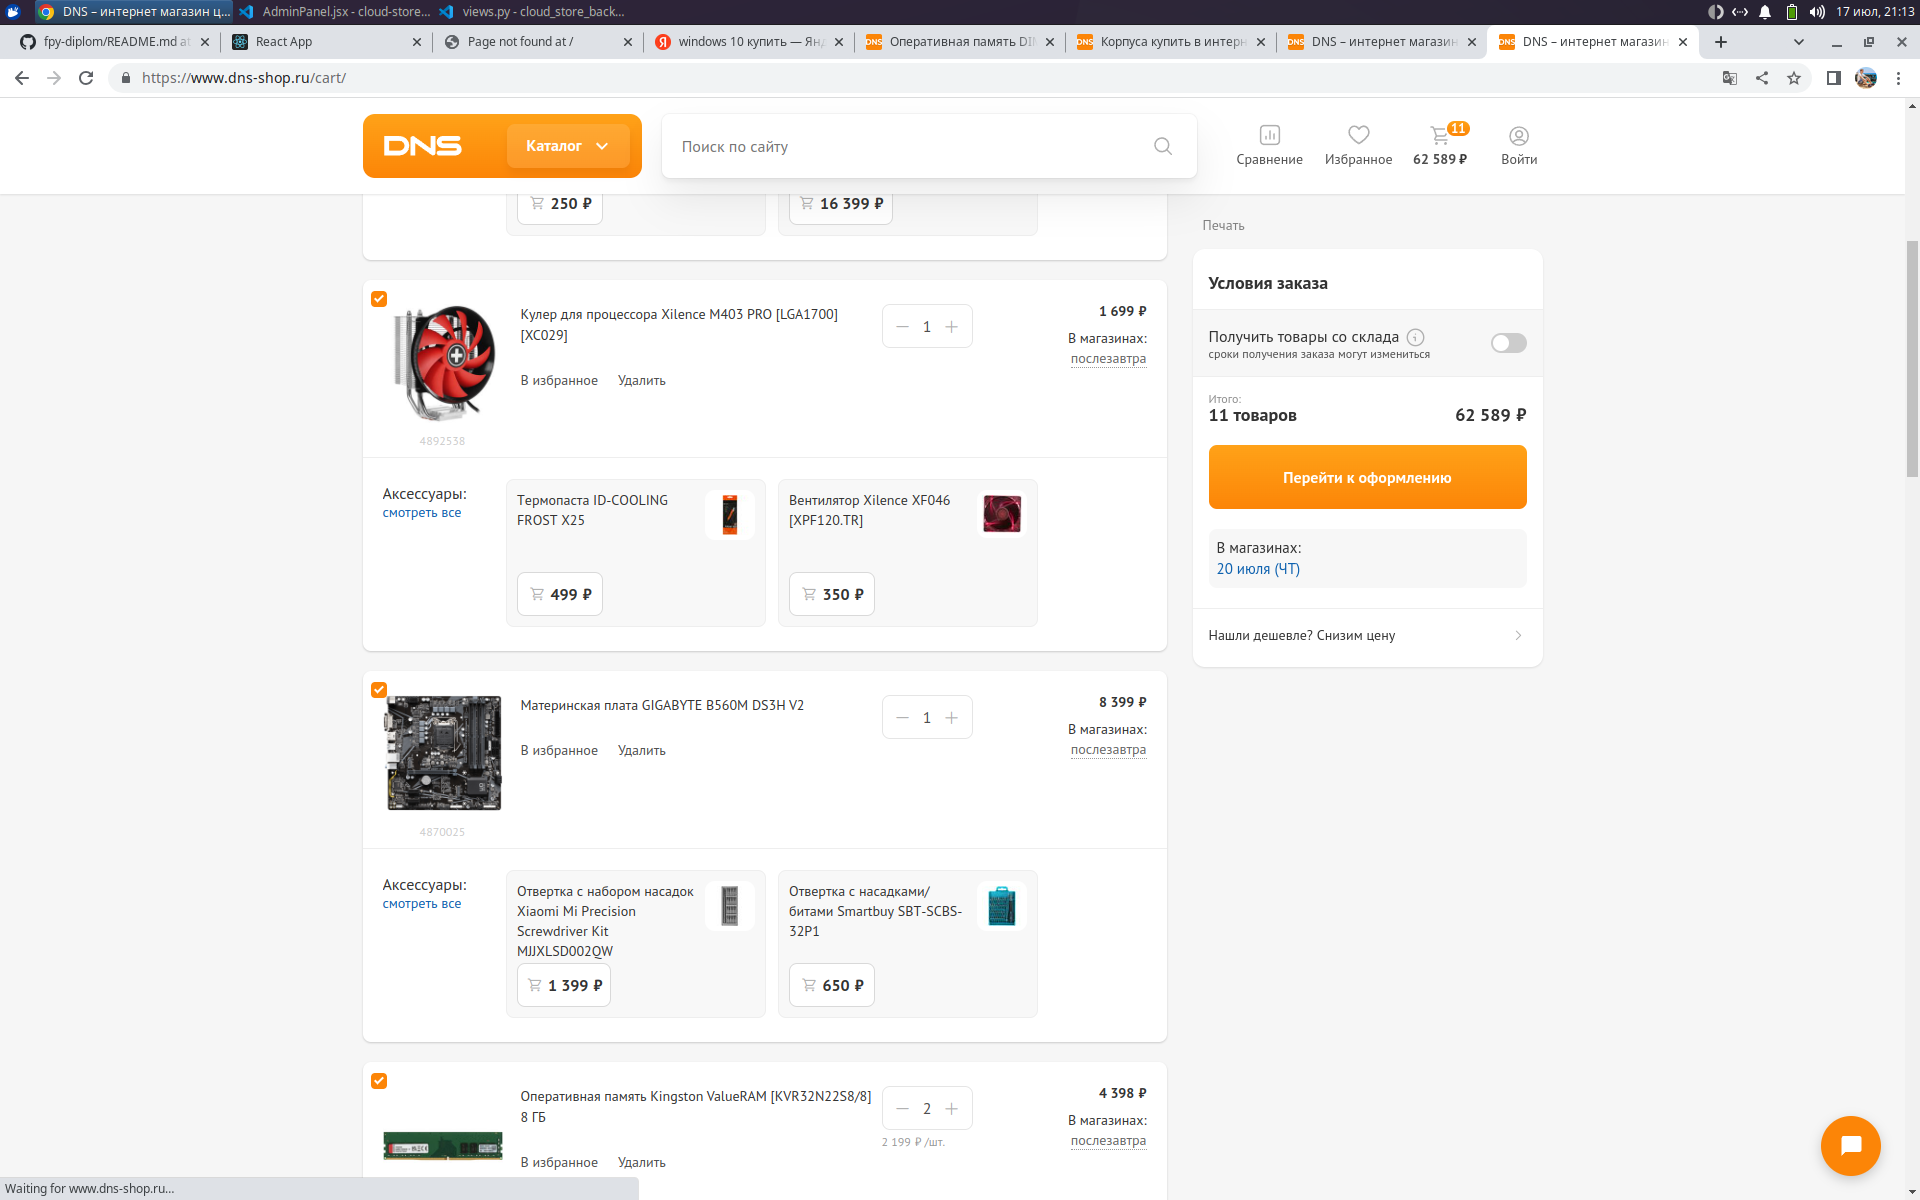 DNS – интернет магазин ц...
AdminPanel.jsx - cloud-store...
views.py - cloud_store_back...
17 июл, 21:13
fpy-diplom/README.md at
React App
Page not found at /
windows 10 купить — Янд
Оперативная память DIM
Корпуса купить в интерн
DNS – интернет магазин
DNS – интернет магазин
https://www.dns-shop.ru/cart/
DNS
Каталог
Поиск по сайту
Сравнение
Избранное
11
62 589 ₽
Войти
250 ₽
16 399 ₽
Печать
Кулер для процессора Xilence M403 PRO [LGA1700]
[XC029]
1
1 699 ₽
В магазинах:
послезавтра
В избранное
Удалить
4892538
Аксессуары:
смотреть все
Термопаста ID-COOLING
FROST X25
499 ₽
Вентилятор Xilence XF046
[XPF120.TR]
350 ₽
Условия заказа
Получить товары со склада
сроки получения заказа могут измениться
Итого:
11 товаров
62 589 ₽
Перейти к оформлению
В магазинах:
20 июля (ЧТ)
Нашли дешевле? Снизим цену
Материнская плата GIGABYTE B560M DS3H V2
1
8 399 ₽
В магазинах:
послезавтра
В избранное
Удалить
4870025
Аксессуары:
смотреть все
Отвертка с набором насадок
Xiaomi Mi Precision
Screwdriver Kit
MJJXLSD002QW
1 399 ₽
Отвертка с насадками/
битами Smartbuy SBT-SCBS-
32P1
650 ₽
Оперативная память Kingston ValueRAM [KVR32N22S8/8]
8 ГБ
2
2 199 ₽ /шт.
4 398 ₽
В магазинах:
послезавтра
В избранное
Удалить
Waiting for www.dns-shop.ru...